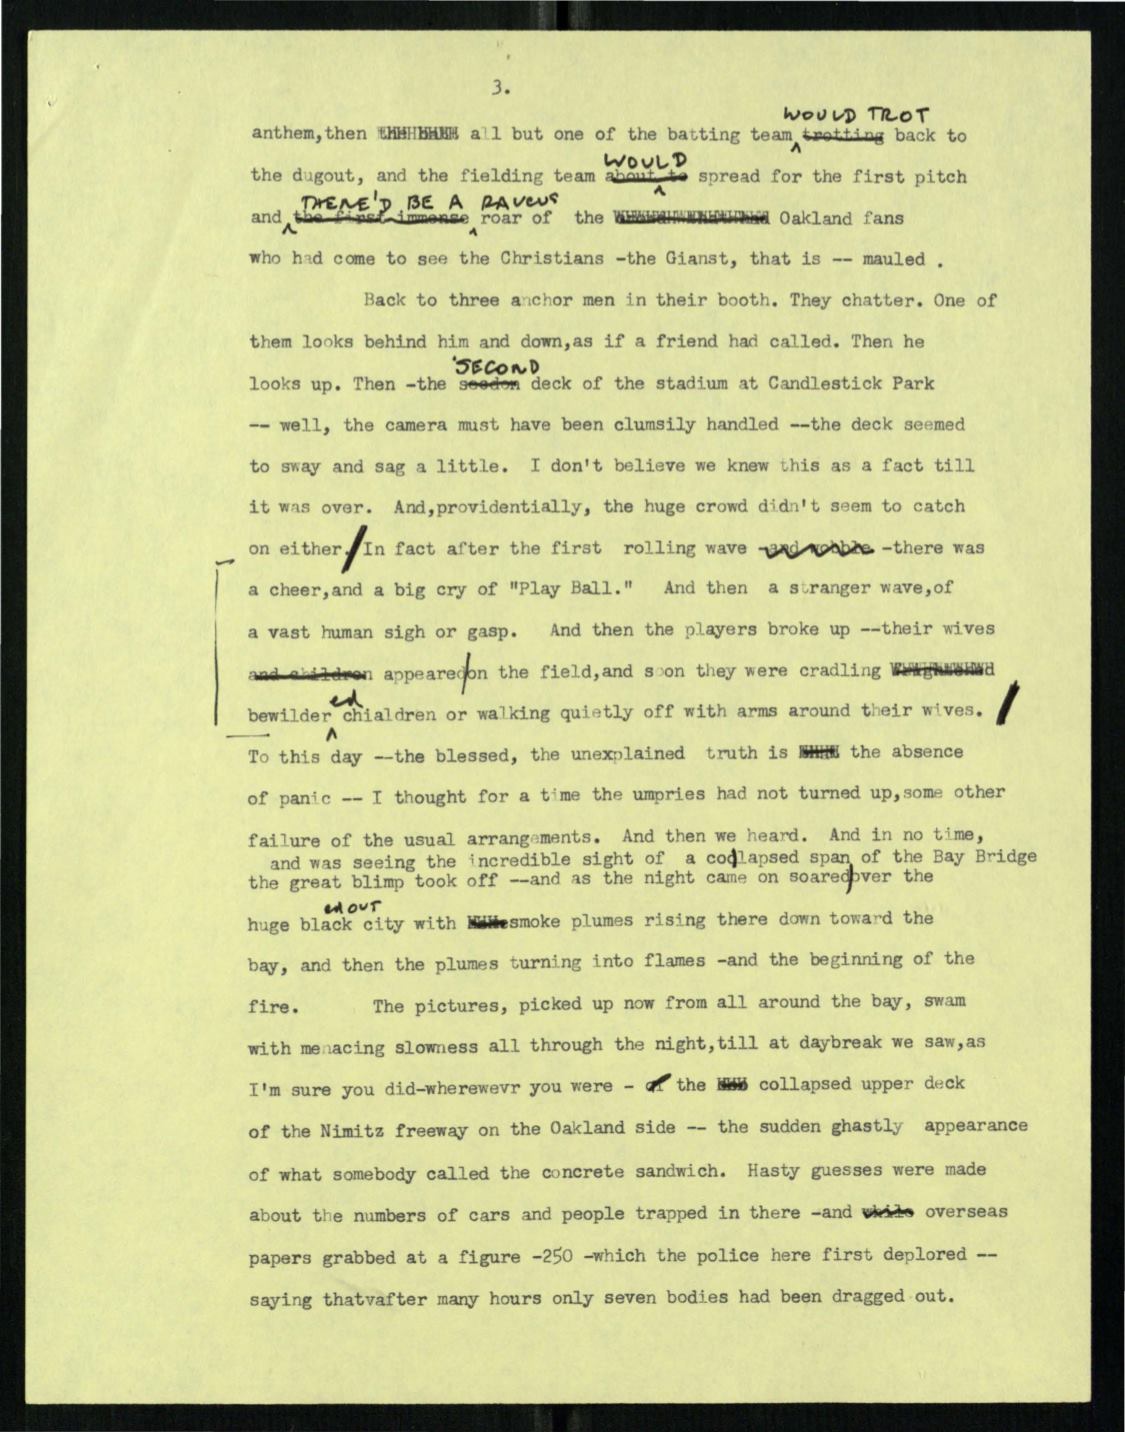 3.
WOULD TROT
anthem,then all but one of the batting team trotting back to
WOULD
the dugout, and the fielding team about to spread for the first pitch
THERE'D BE A RAVENS
and the first immense roar of the Oakland fans
who had come to see the Christians -the Gianst, that is -- mauled .
Back to three anchor men in their booth. They chatter. One of
them looks behind him and down,as if a friend had called. Then he
SECOND
looks up. Then -the seodon deck of the stadium at Candlestick Park
-- well, the camera must have been clumsily handled --the deck seemed
to sway and sag a little. I don't believe we knew this as a fact till
it was over. And,providentially, the huge crowd didn't seem to catch
on either. In fact after the first rolling wave -and wobble -there was
a cheer,and a big cry of "Play Ball." And then a stranger wave,of
a vast human sigh or gasp. And then the players broke up --their wives
and children appeared on the field,and soon they were cradling
ed
bewilder chialdren or walking quietly off with arms around their wives.
To this day --the blessed, the unexplained truth is the absence
of panic -- I thought for a time the umpries had not turned up,some other
failure of the usual arrangements. And then we heard. And in no time,
and was seeing the incredible sight of a collapsed span of the Bay Bridge
the great blimp took off --and as the night came on soared over the
ed OUT
huge black city with smoke plumes rising there down toward the
bay, and then the plumes turning into flames -and the beginning of the
fire. The pictures, picked up now from all around the bay, swam
with menacing slowness all through the night,till at daybreak we saw,as
I'm sure you did-wherewevr you were - of the collapsed upper deck
of the Nimitz freeway on the Oakland side -- the sudden ghastly appearance
of what somebody called the concrete sandwich. Hasty guesses were made
about the numbers of cars and people trapped in there -and while overseas
papers grabbed at a figure -250 -which the police here first deplored --
saying thatvafter many hours only seven bodies had been dragged out.